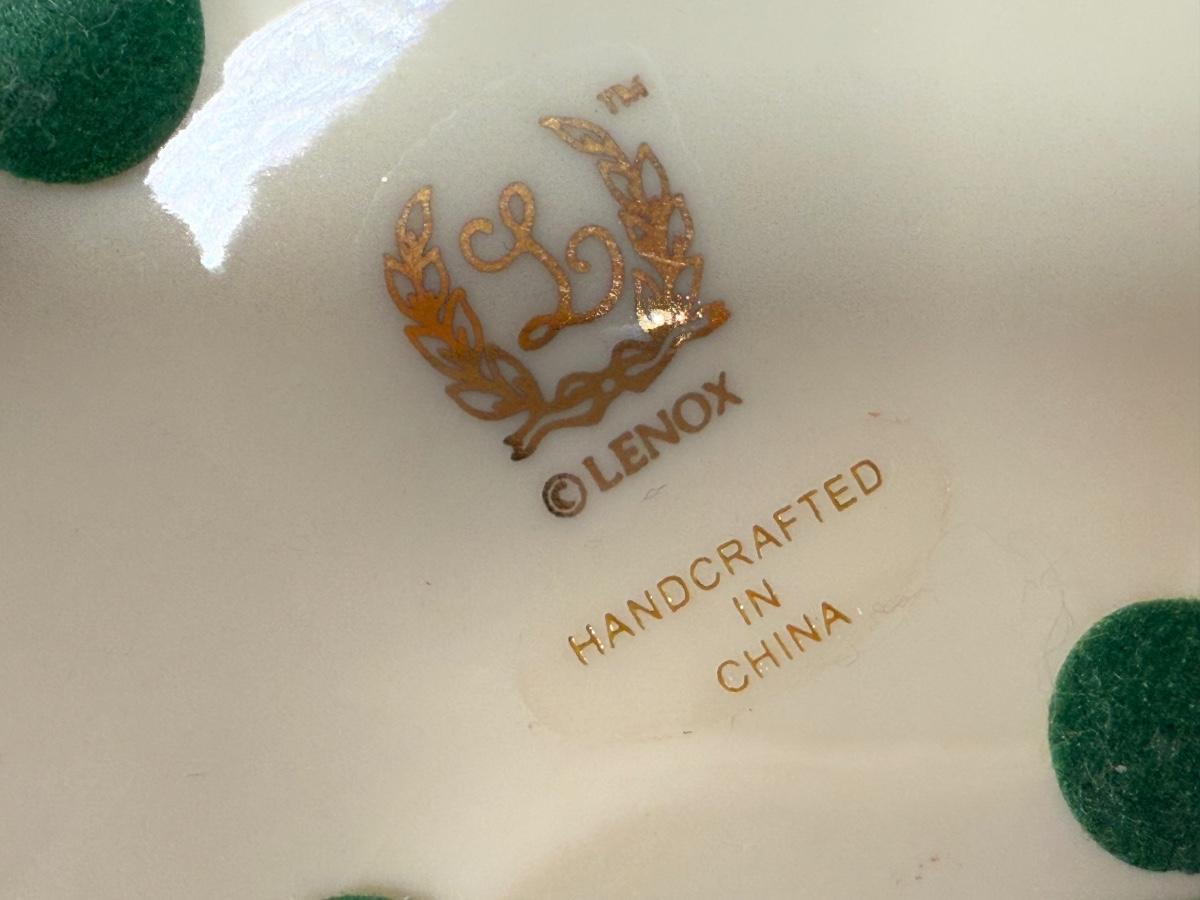 TM
L
© LENOX
HANDCRAFTED
IN
CHINA